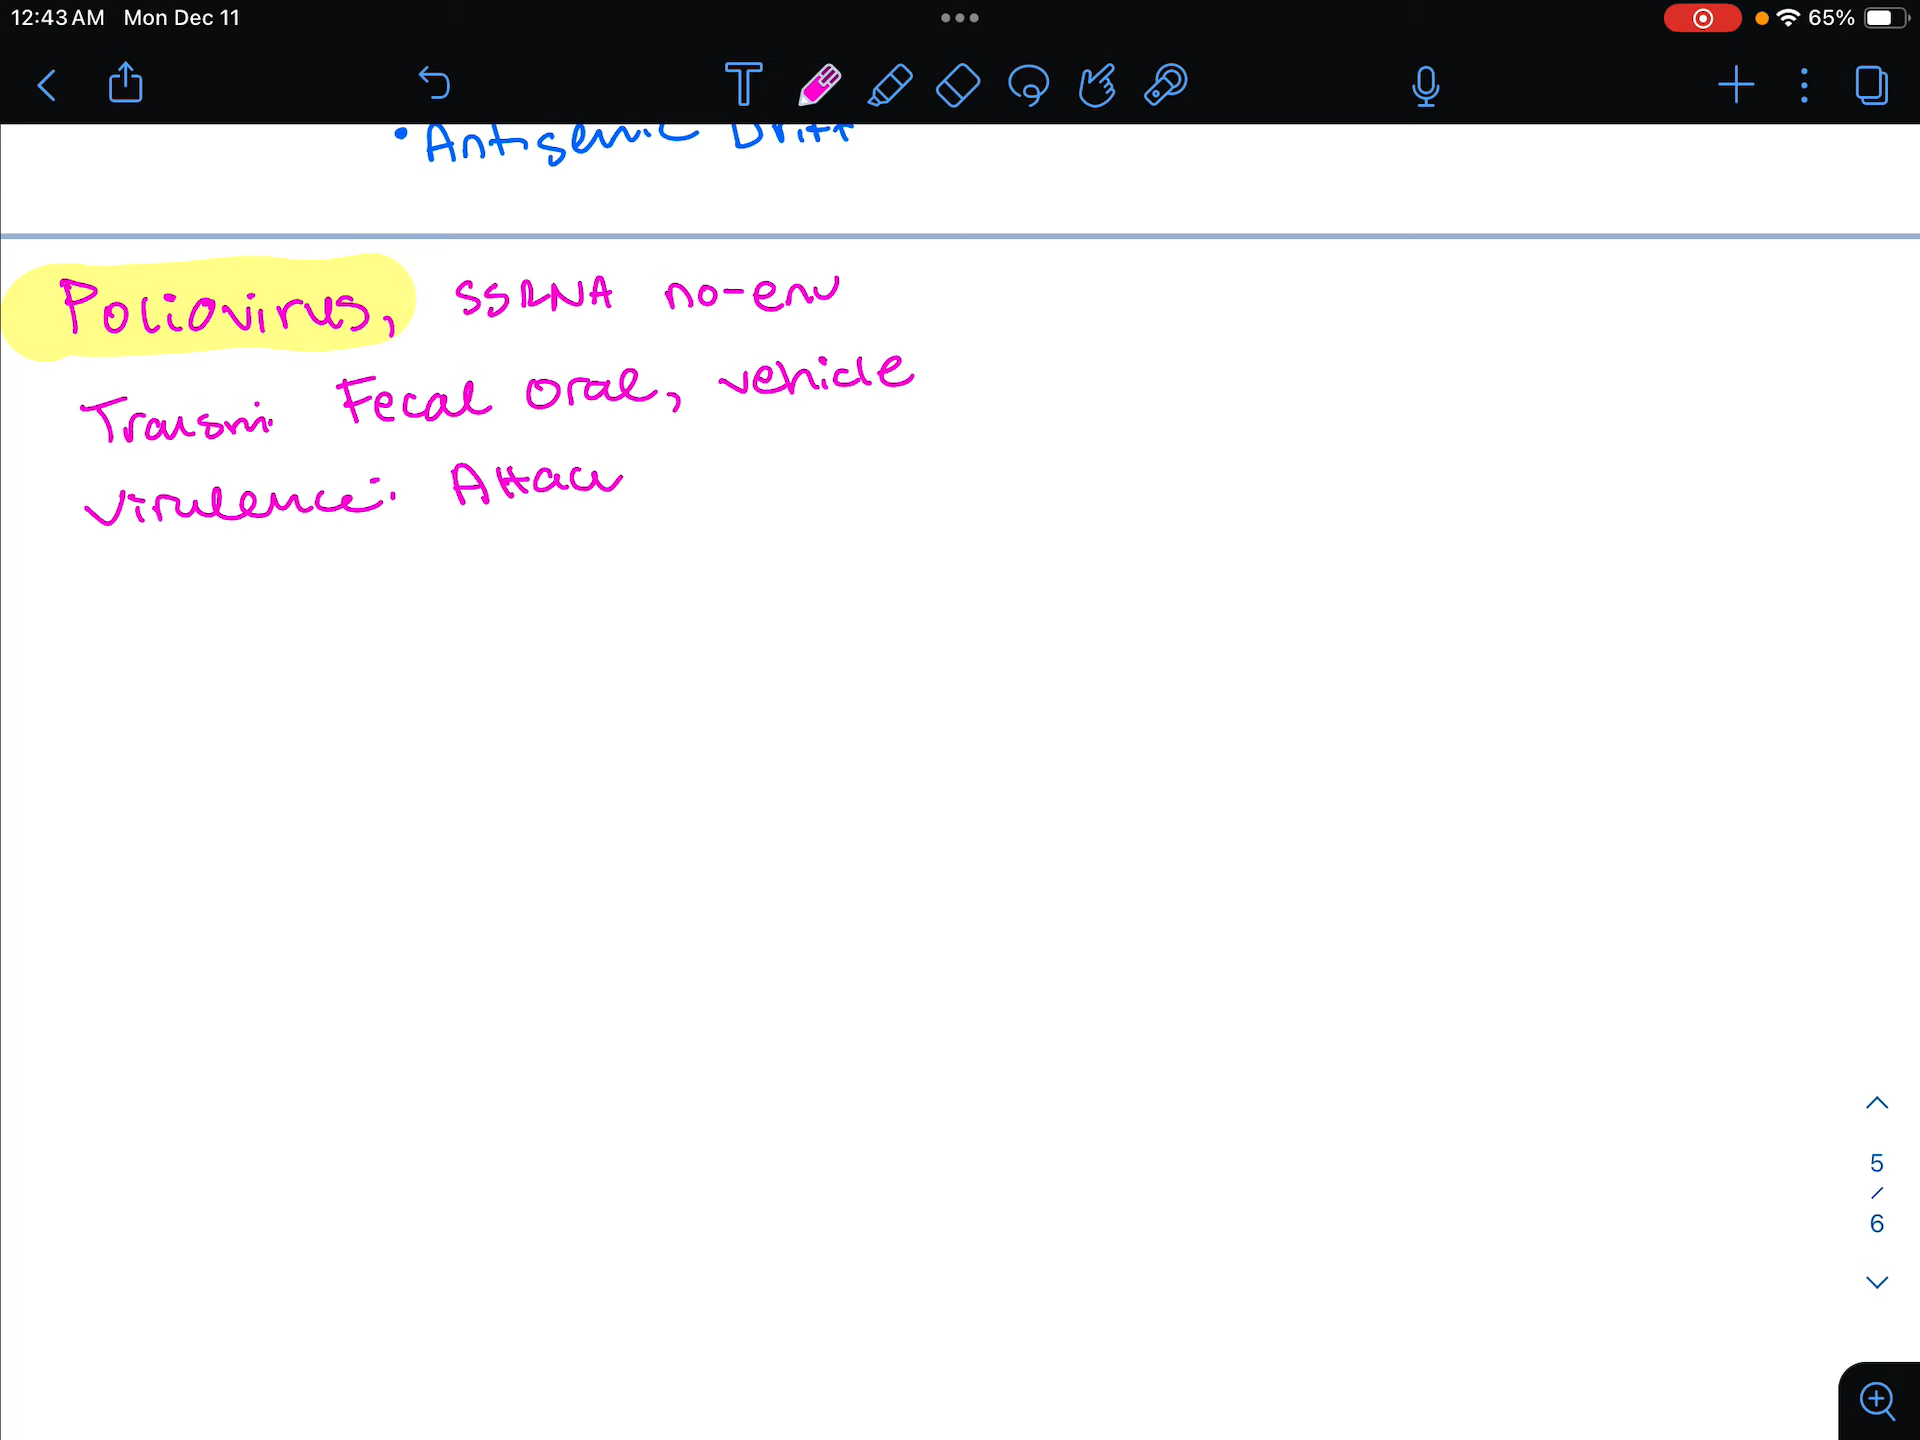 12:43 AM Mon Dec 11
65%
• Antigenic Drift
Poliovirus, SSRNA no-env
Transm: Fecal oral, vehicle
Virulence: Attac
5
/
6